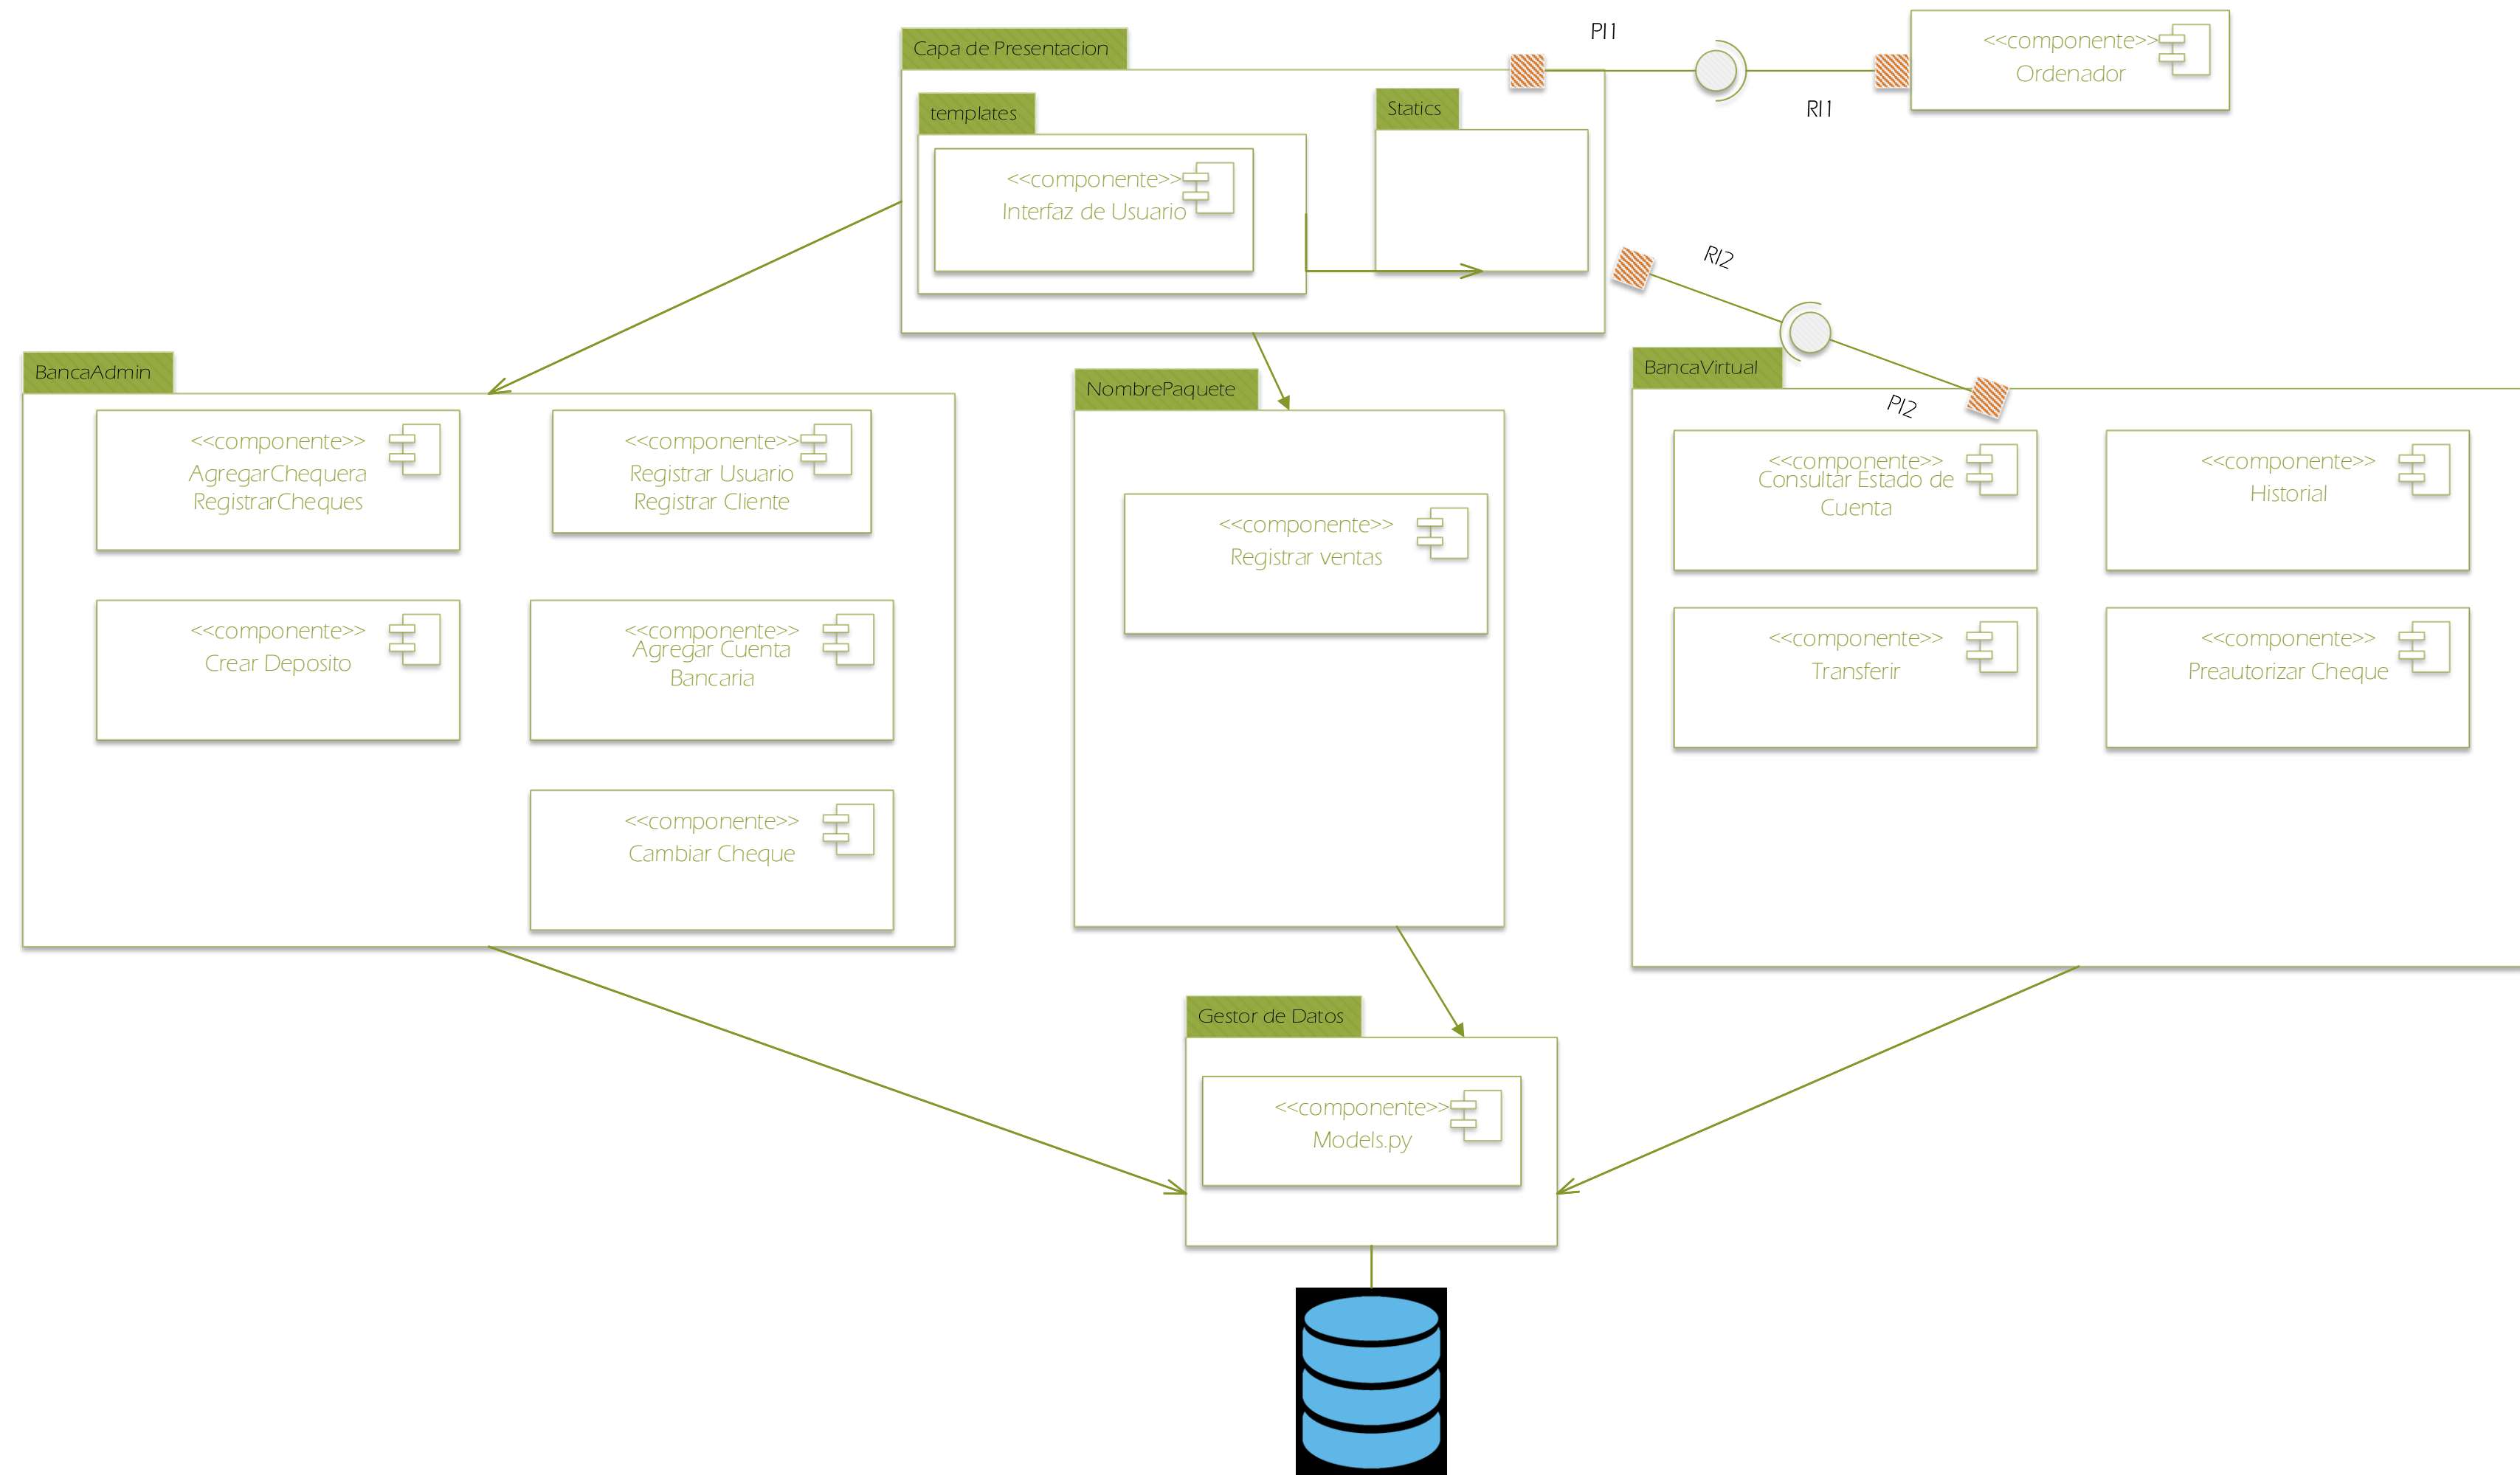 PI1
<<componente>>
Ordenador
RI1
Capa de Presentacion
templates
Statics
<<componente>>
Interfaz de Usuario
RI2
PI2
BancaAdmin
<<componente>>
AgregarChequera
RegistrarCheques
<<componente>>
Registrar Usuario
Registrar Cliente
<<componente>>
Crear Deposito
<<componente>>
Agregar Cuenta
Bancaria
<<componente>>
Cambiar Cheque
NombrePaquete
<<componente>>
Registrar ventas
BancaVirtual
<<componente>>
Consultar Estado de
Cuenta
<<componente>>
Historial
<<componente>>
Transferir
<<componente>>
Preautorizar Cheque
Gestor de Datos
<<componente>>
Models.py